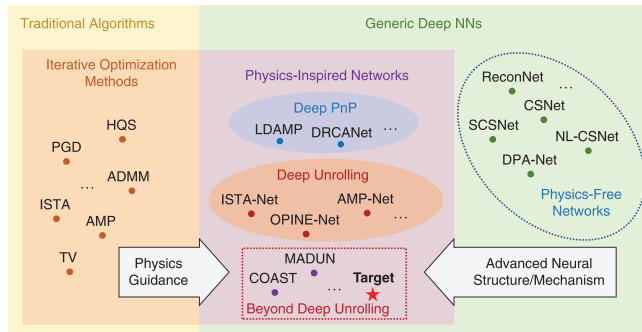 Traditional Algorithms
Generic Deep NNs
Iterative Optimization
Methods
HQS
PGD
...
ADMM
ISTA
AMP
TV
Physics-Inspired Networks
Deep PnP
LDAMP
DRCANet
...
Deep Unrolling
ISTA-Net
AMP-Net
OPINE-Net
...
MADUN
COAST
...
Target
Beyond Deep Unrolling
ReconNet
...
CSNet
SCSNet
NL-CSNet
DPA-Net
Physics-Free
Networks
Physics
Guidance
Advanced Neural
Structure/Mechanism